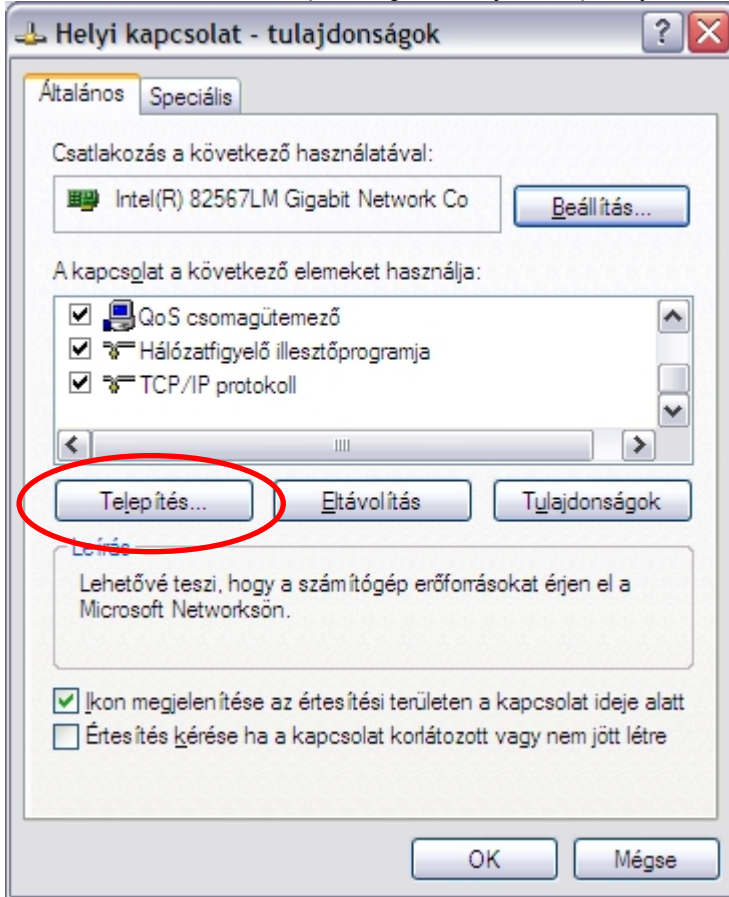 Helyi kapcsolat - tulajdonságok
Általános
Speciális
Csatlakozás a következő használatával:
Intel(R) 82567LM Gigabit Network Co
Beállítás...
A kapcsolat a következő elemeket használja:
QoS csomagütemező
Hálózatfigyelő illesztőprogramja
TCP/IP protokoll
Telepítés...
Eltávolítás
Tulajdonságok
Leírás
Lehetővé teszi, hogy a számítógép erőforrásokat érjen el a
Microsoft Networksön.
Ikon megjelenítése az értesítési területen a kapcsolat ideje alatt
Értesítés kérése ha a kapcsolat korlátozott vagy nem jött létre
OK
Mégse